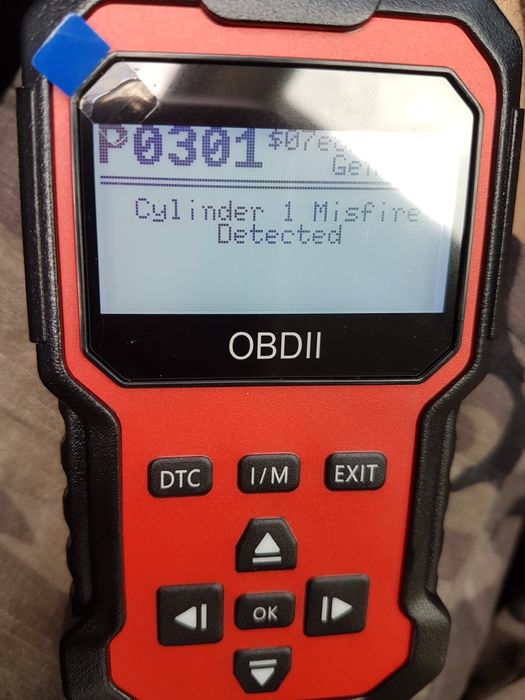 P0301
Cylinder 1 Misfire
Detected
OBDII
DTC I/M EXIT
OK